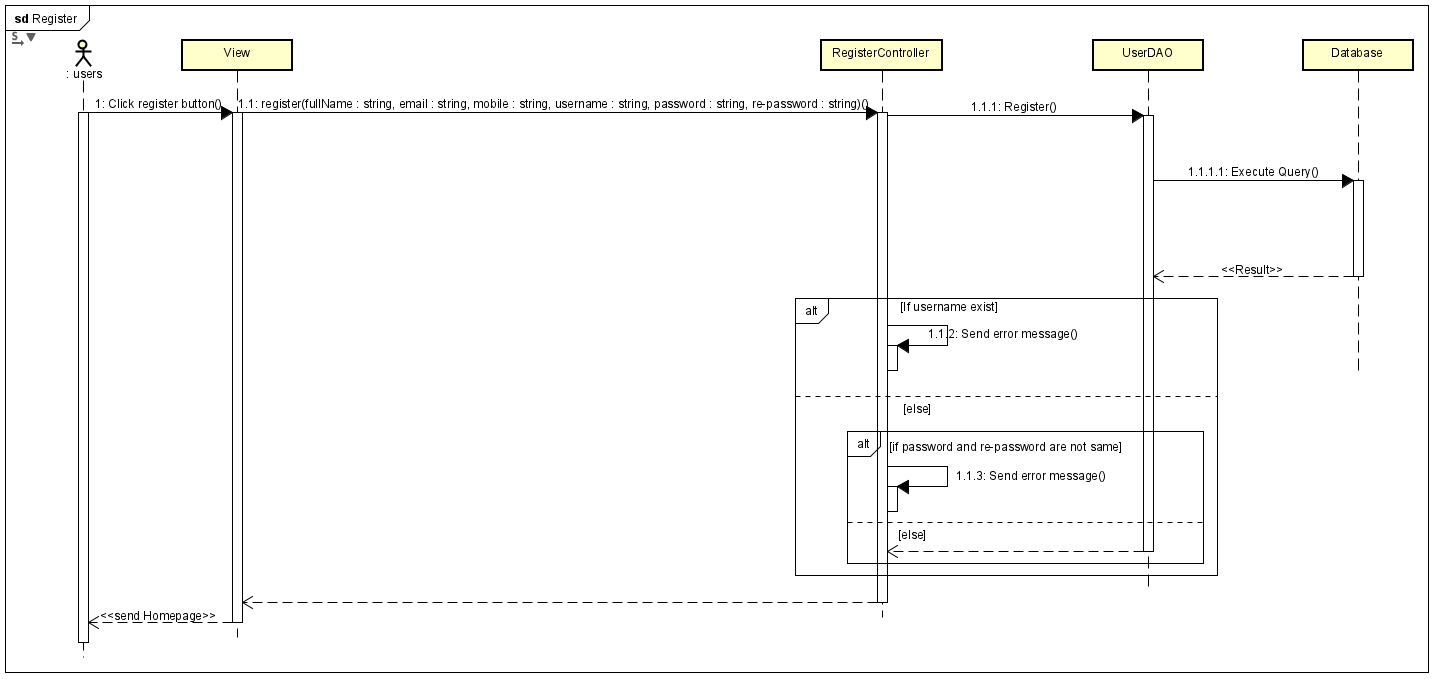 sd Register
S
: users
View
RegisterController
UserDAO
Database
1: Click register button()
1.1: register(fullName : string, email : string, mobile : string, username : string, password : string, re-password : string)()
1.1.1: Register()
1.1.1.1: Execute Query()
<<Result>>
alt
[If username exist]
1.1.2: Send error message()
[else]
alt
[if password and re-password are not same]
1.1.3: Send error message()
[else]
<<send Homepage>>